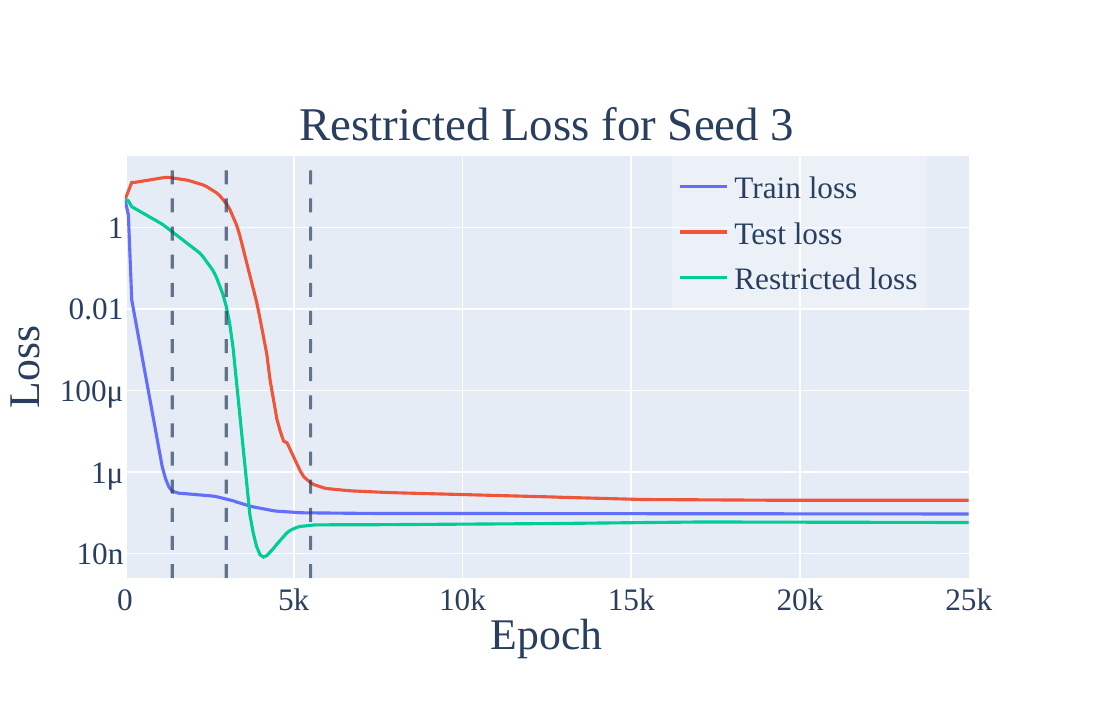 Restricted Loss for Seed 3
Train loss
Test loss
Restricted loss
Loss
1
0.01
100μ
1μ
10n
0
5k
10k
15k
20k
25k
Epoch